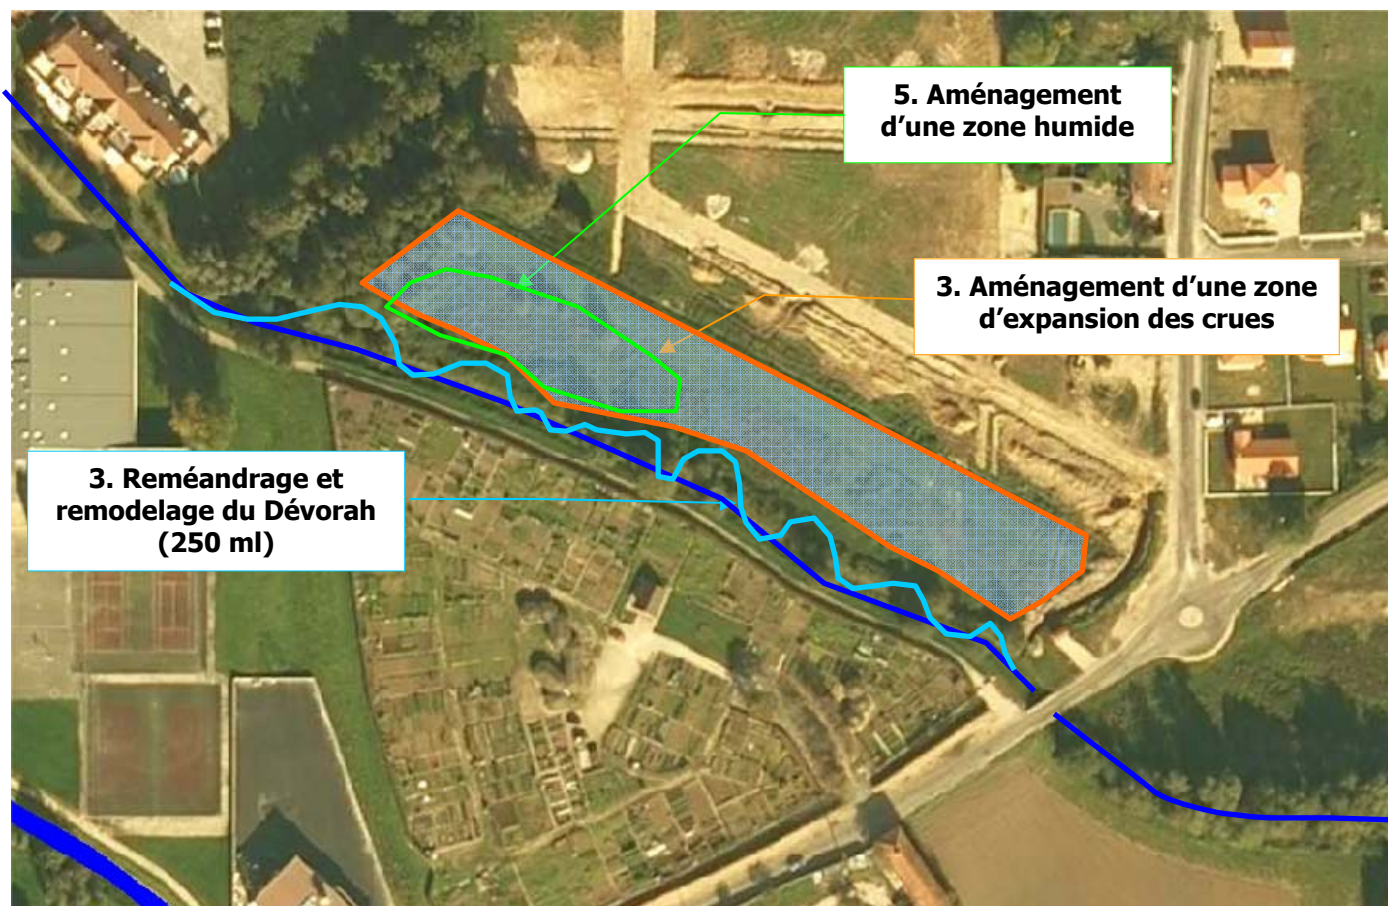 5. Aménagement
d’une zone humide
3. Aménagement d’une zone
d’expansion des crues
3. Reméandrage et
remodelage du Dévorah
(250 ml)